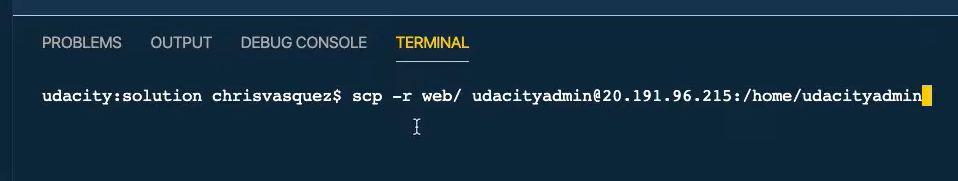 PROBLEMS OUTPUT DEBUG CONSOLE TERMINAL
udacity:solution chrisvasquez$ scp -r web/ udacityadmin@20.191.96.215:/home/udacityadmin